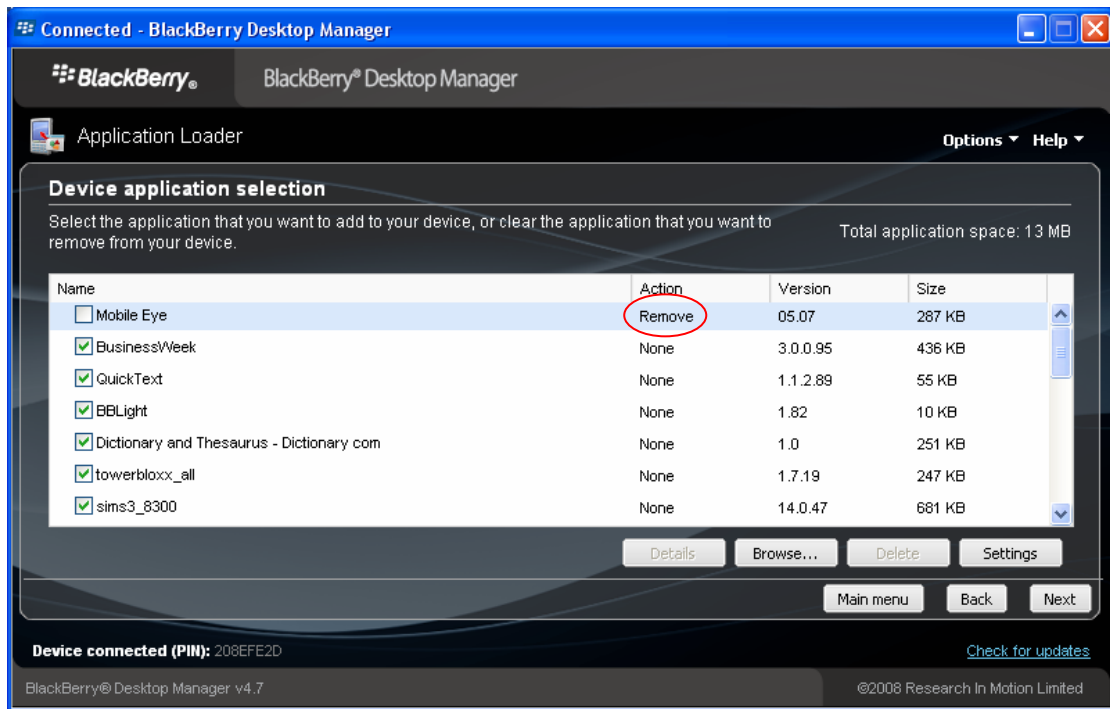 Connected - BlackBerry Desktop Manager
BlackBerry® BlackBerry® Desktop Manager
Application Loader
Options Help
Device application selection
Select the application that you want to add to your device, or clear the application that you want to
remove from your device.
Total application space: 13 MB
Name Action Version Size
Mobile Eye Remove 05.07 287 KB
BusinessWeek None 3.0.0.95 436 KB
QuickText None 1.1.2.89 55 KB
BBLight None 1.82 10 KB
Dictionary and Thesaurus - Dictionary com None 1.0 251 KB
towerbloxx_all None 1.7.19 247 KB
sims3_8300 None 14.0.47 681 KB
Details Browse... Delete Settings
Main menu Back Next
Device connected (PIN): 208EFE2D Check for updates
BlackBerry® Desktop Manager v4.7 ©2008 Research In Motion Limited